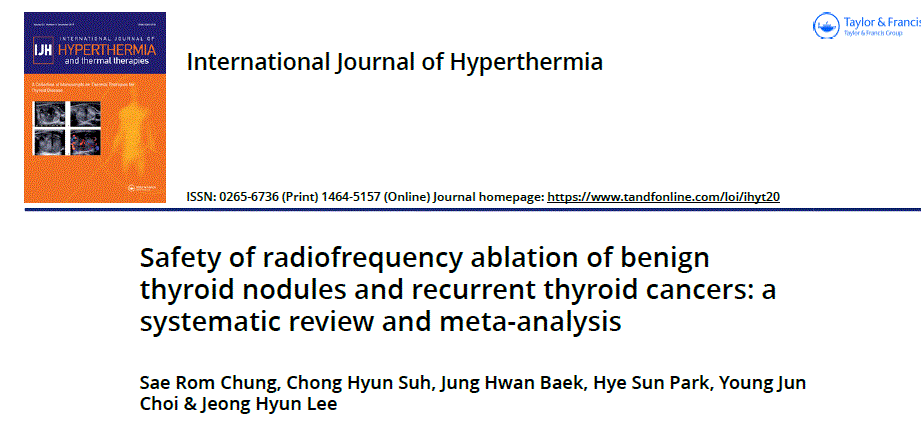 IJH INTERNATIONAL JOURNAL OF
HYPERTHERMIA
and thermal therapies
Taylor & Francis
Taylor & Francis Group
International Journal of Hyperthermia
ISSN: 0265-6736 (Print) 1464-5157 (Online) Journal homepage: https://www.tandfonline.com/loi/ihyt20
Safety of radiofrequency ablation of benign
thyroid nodules and recurrent thyroid cancers: a
systematic review and meta-analysis
Sae Rom Chung, Chong Hyun Suh, Jung Hwan Baek, Hye Sun Park, Young Jun
Choi & Jeong Hyun Lee